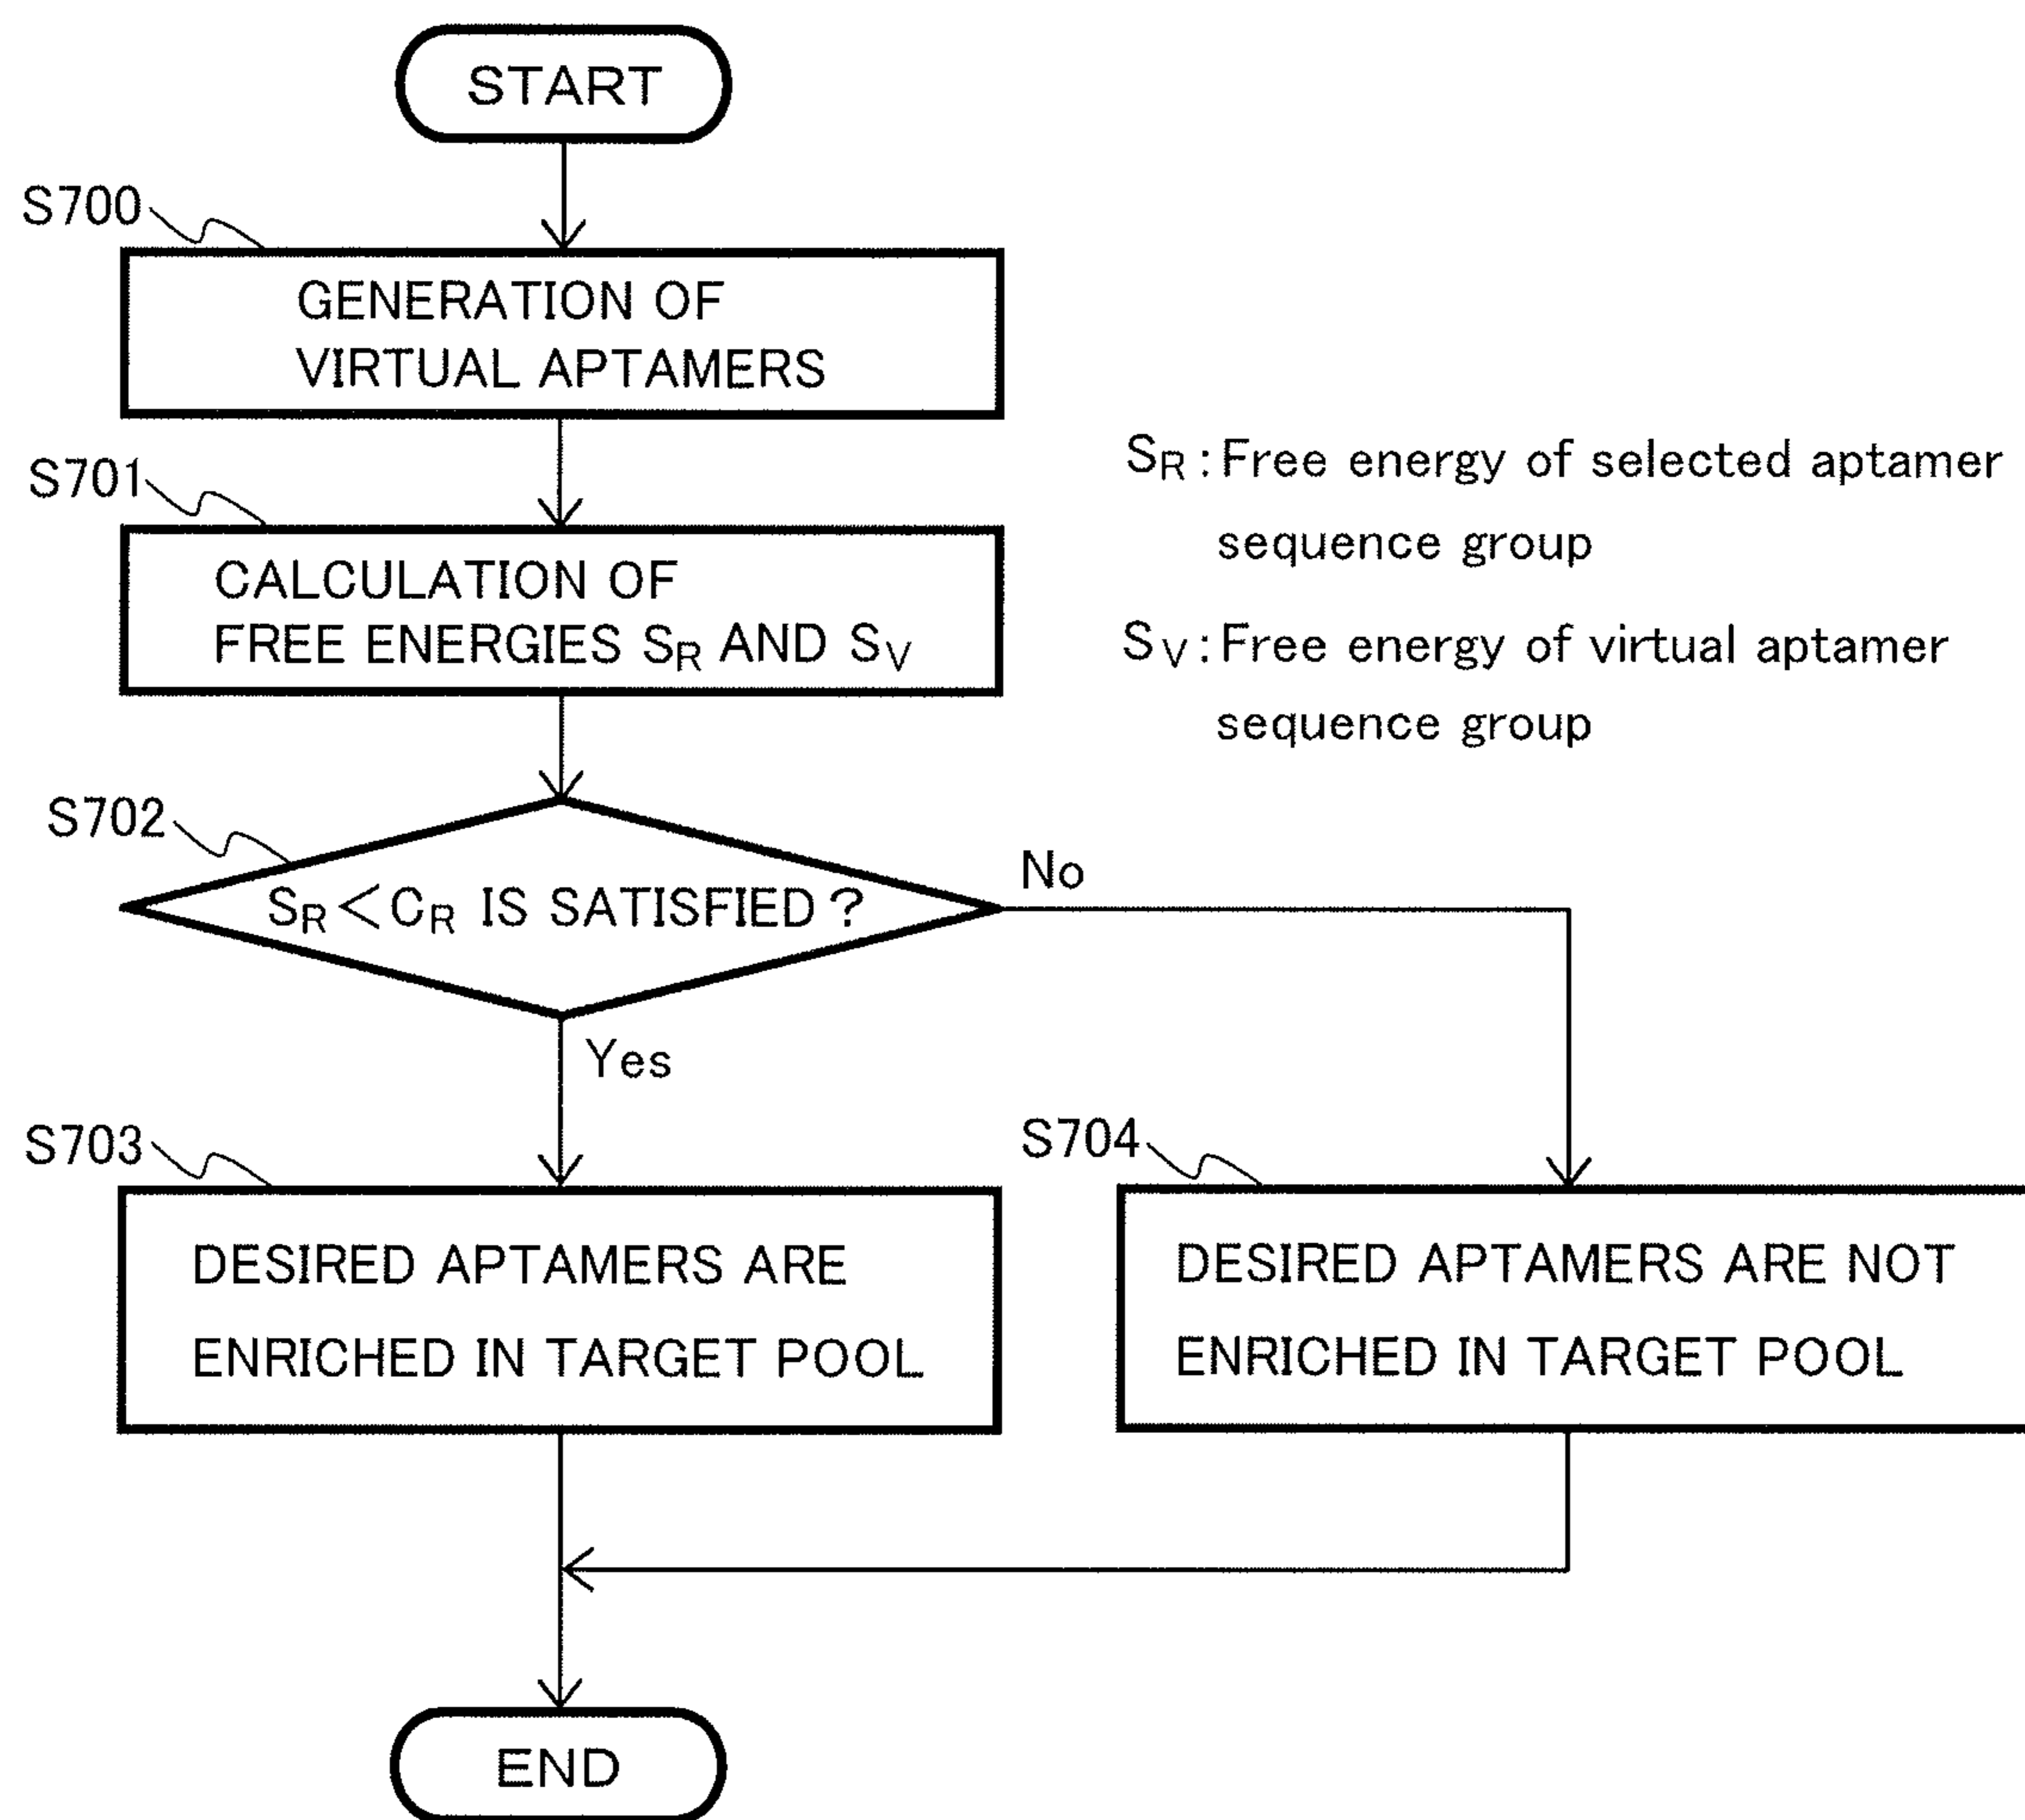 START
S700
GENERATION OF
VIRTUAL APTAMERS
S701
CALCULATION OF
FREE ENERGIES SR AND SV
SR:Free energy of selected aptamer
sequence group
SV:Free energy of virtual aptamer
sequence group
S702
SR<CR IS SATISFIED?
No
Yes
S703
DESIRED APTAMERS ARE
ENRICHED IN TARGET POOL
S704
DESIRED APTAMERS ARE NOT
ENRICHED IN TARGET POOL
END